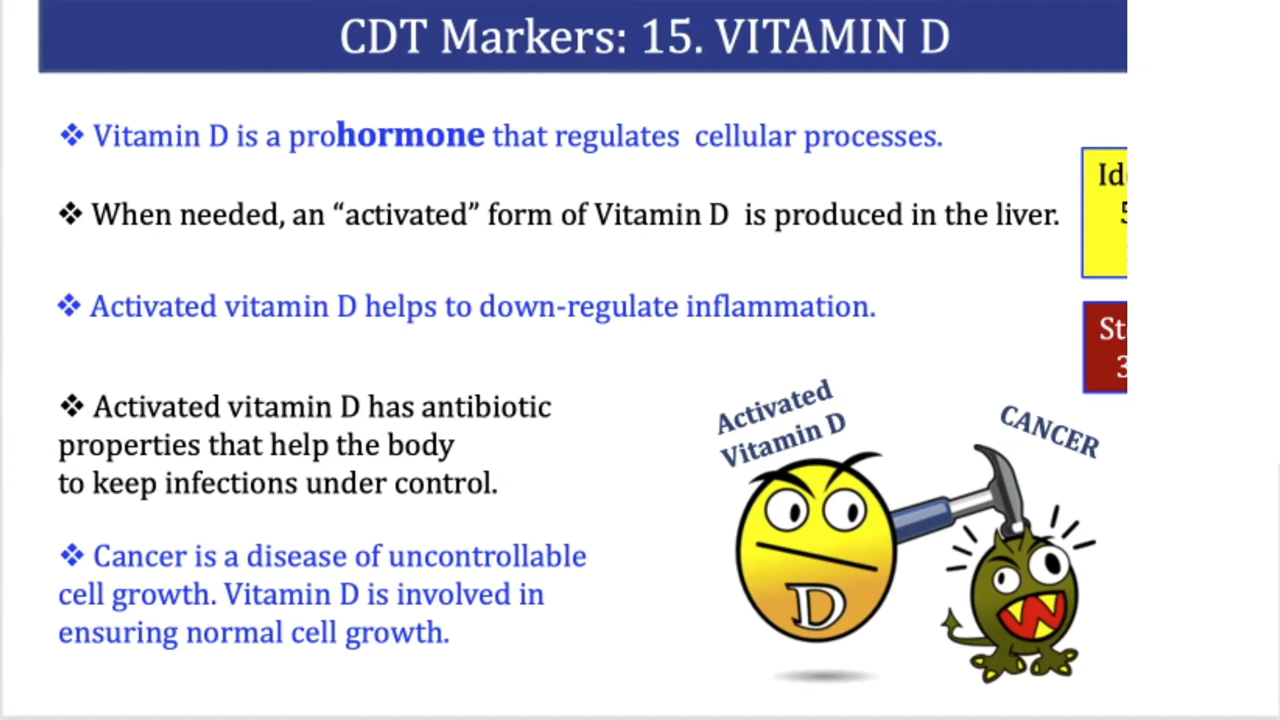 CDT Markers: 15. VITAMIN D
❖ Vitamin D is a prohormone that regulates  cellular processes.
❖ When needed, an “activated” form of Vitamin D  is produced in the liver.
❖ Activated vitamin D helps to down-regulate inflammation.
❖ Activated vitamin D has antibiotic
properties that help the body
to keep infections under control.
❖ Cancer is a disease of uncontrollable
cell growth. Vitamin D is involved in
ensuring normal cell growth.
Activated
Vitamin D
CANCER
D